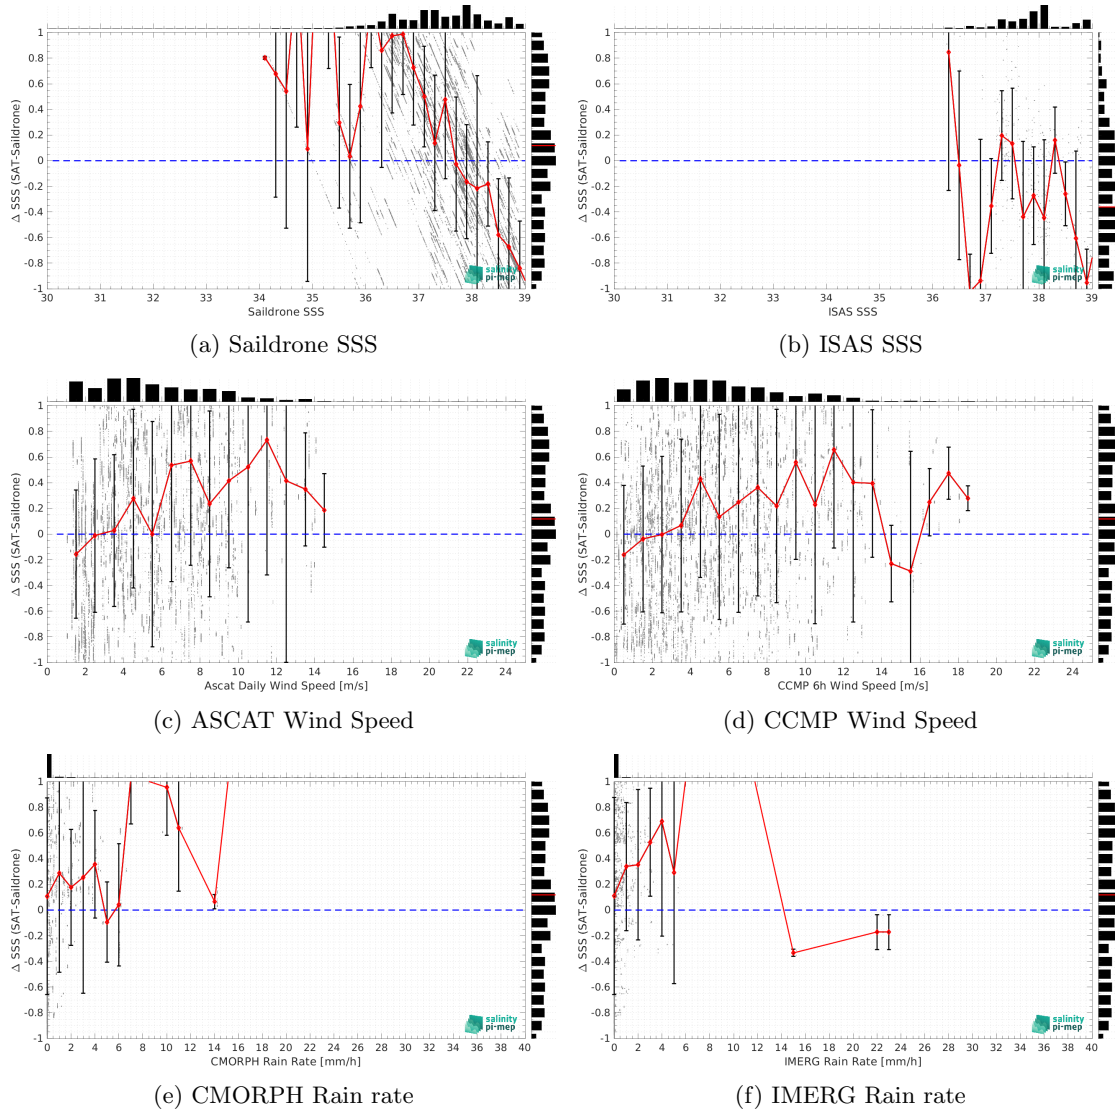 1
0.8
0.6
0.4
0.2
0
-0.2
-0.4
-0.6
-0.8
-1
Δ SSS (SAT-Saildrone)
salinity
pi-mep
30 31 32 33 34 35 36 37 38 39
Saildrone SSS
(a) Saildrone SSS
1
0.8
0.6
0.4
0.2
0
-0.2
-0.4
-0.6
-0.8
-1
Δ SSS (SAT-Saildrone)
salinity
pi-mep
30 31 32 33 34 35 36 37 38 39
ISAS SSS
(b) ISAS SSS
1
0.8
0.6
0.4
0.2
0
-0.2
-0.4
-0.6
-0.8
-1
Δ SSS (SAT-Saildrone)
salinity
pi-mep
0 2 4 6 8 10 12 14 16 18 20 22 24
Ascat Daily Wind Speed [m/s]
(c) ASCAT Wind Speed
1
0.8
0.6
0.4
0.2
0
-0.2
-0.4
-0.6
-0.8
-1
Δ SSS (SAT-Saildrone)
salinity
pi-mep
0 2 4 6 8 10 12 14 16 18 20 22 24
CCMP 6h Wind Speed [m/s]
(d) CCMP Wind Speed
1
0.8
0.6
0.4
0.2
0
-0.2
-0.4
-0.6
-0.8
-1
Δ SSS (SAT-Saildrone)
salinity
pi-mep
0 2 4 6 8 10 12 14 16 18 20 22 24 26 28 30 32 34 36 38 40
CMORPH Rain Rate [mm/h]
(e) CMORPH Rain rate
1
0.8
0.6
0.4
0.2
0
-0.2
-0.4
-0.6
-0.8
-1
Δ SSS (SAT-Saildrone)
salinity
pi-mep
0 2 4 6 8 10 12 14 16 18 20 22 24 26 28 30 32 34 36 38 40
IMERG Rain Rate [mm/h]
(f) IMERG Rain rate